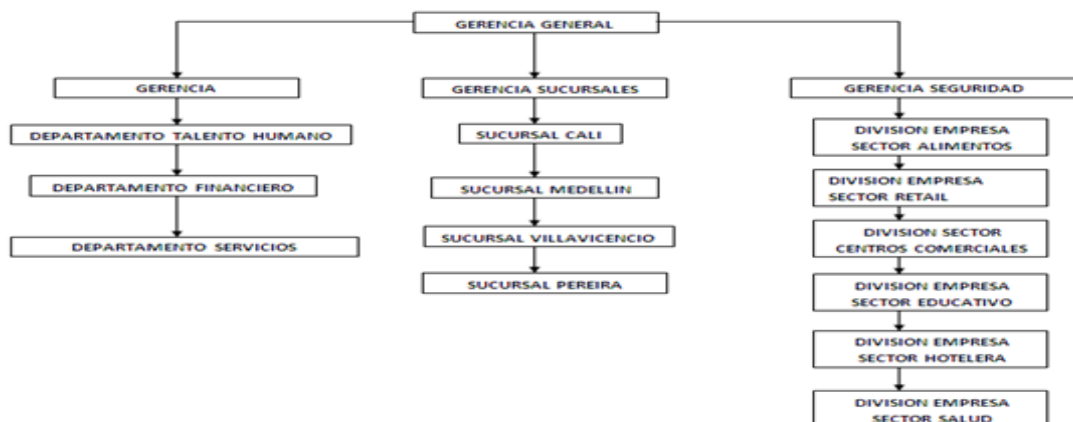 GERENCIA GENERAL
GERENCIA
DEPARTAMENTO TALENTO HUMANO
DEPARTAMENTO FINANCIERO
DEPARTAMENTO SERVICIOS
GERENCIA SUCURSALES
SUCURSAL CALI
SUCURSAL MEDELLIN
SUCURSAL VILLAVICENCIO
SUCURSAL PEREIRA
GERENCIA SEGURIDAD
DIVISION EMPRESA
SECTOR ALIMENTOS
DIVISION EMPRESA
SECTOR RETAIL
DIVISION SECTOR
CENTROS COMERCIALES
DIVISION EMPRESA
SECTOR EDUCATIVO
DIVISION EMPRESA
SECTOR HOTELERA
DIVISION EMPRESA
SECTOR SALUD